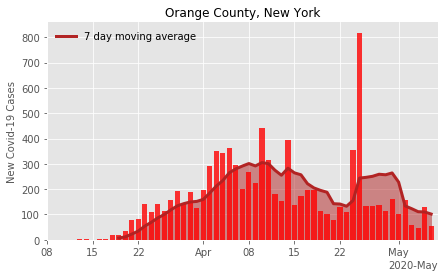 Orange County, New York
7 day moving average
New Covid-19 Cases
800
700
600
500
400
300
200
100
0
08 15 22 Apr 08 15 22 May
2020-May